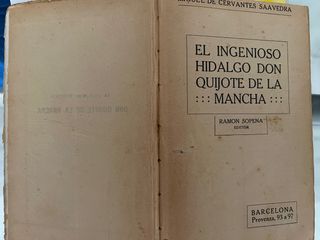 MIGUEL DE CERVANTES SAAVEDRA
EL INGENIOSO
HIDALGO DON
QUIJOTE DE LA
::: MANCHA :::
RAMON SOPENA
EDITOR
BARCELONA
Provenza, 93 a 97